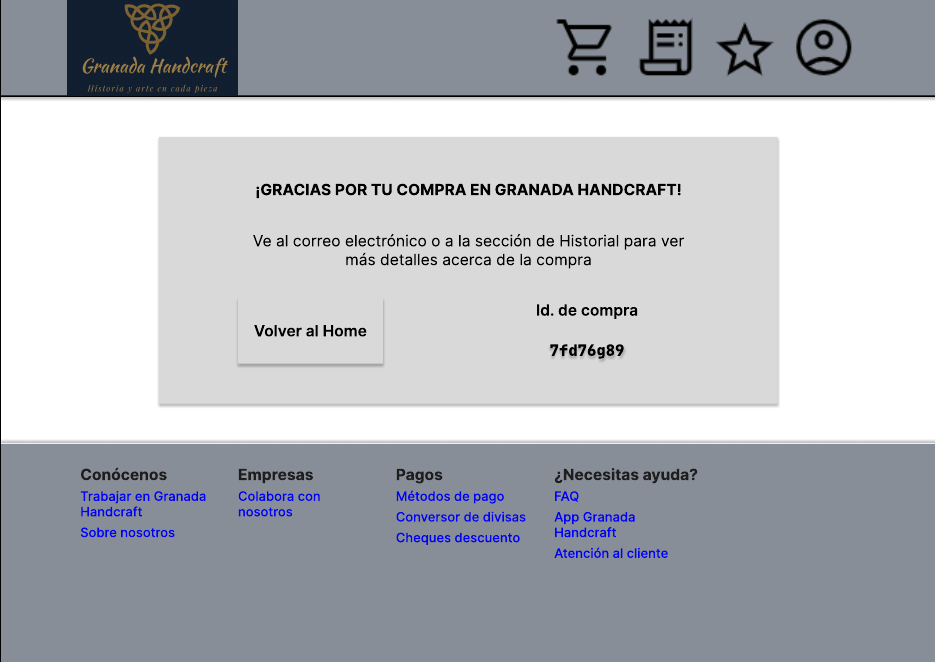 Granada Handcraft
Historia y arte en cada pieza
¡GRACIAS POR TU COMPRA EN GRANADA HANDCRAFT!
Ve al correo electrónico o a la sección de Historial para ver
más detalles acerca de la compra
Volver al Home
Id. de compra
7fd76g89
Conócenos
Trabajar en Granada
Handcraft
Sobre nosotros
Empresas
Colabora con
nosotros
Pagos
Métodos de pago
Conversor de divisas
Cheques descuento
¿Necesitas ayuda?
FAQ
App Granada
Handcraft
Atención al cliente